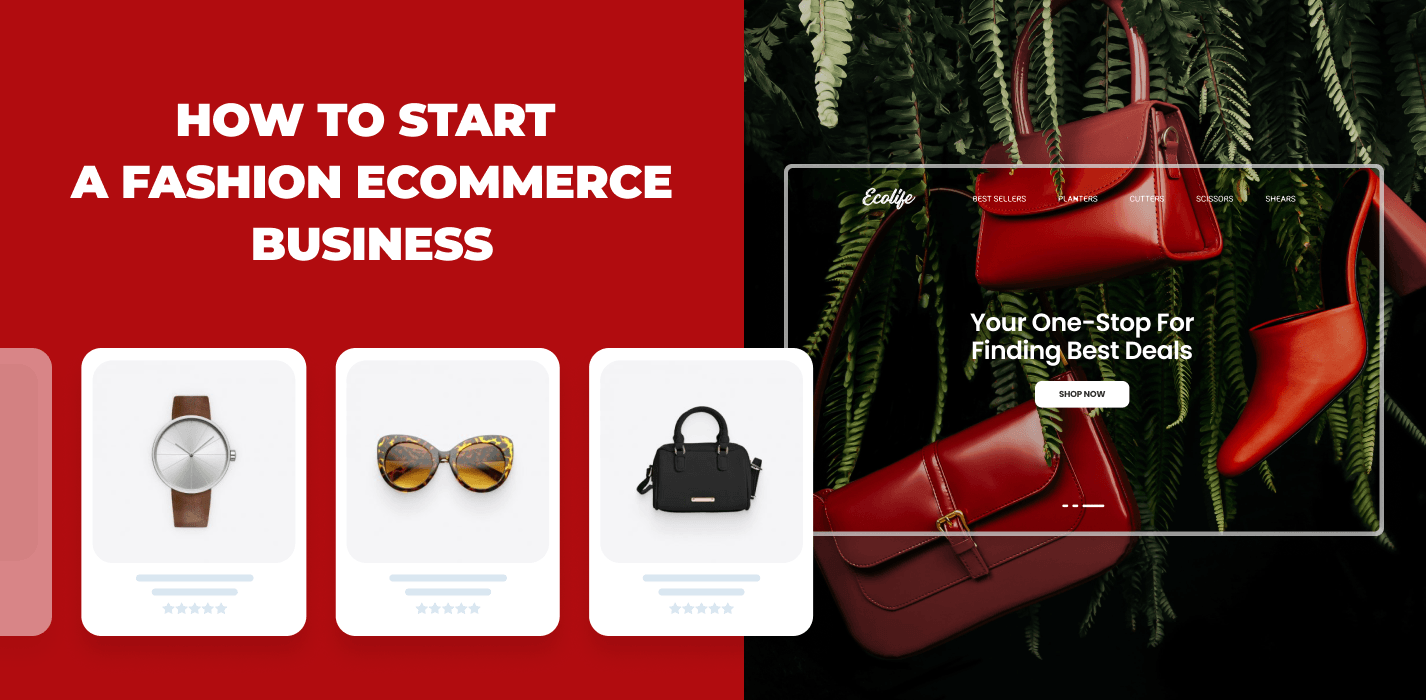 HOW TO START
A FASHION ECOMMERCE
BUSINESS
Ecolife
BEST SELLERS PLANTERS CUTTERS SCISSORS SHEARS
Your One-Stop For
Finding Best Deals
SHOP NOW